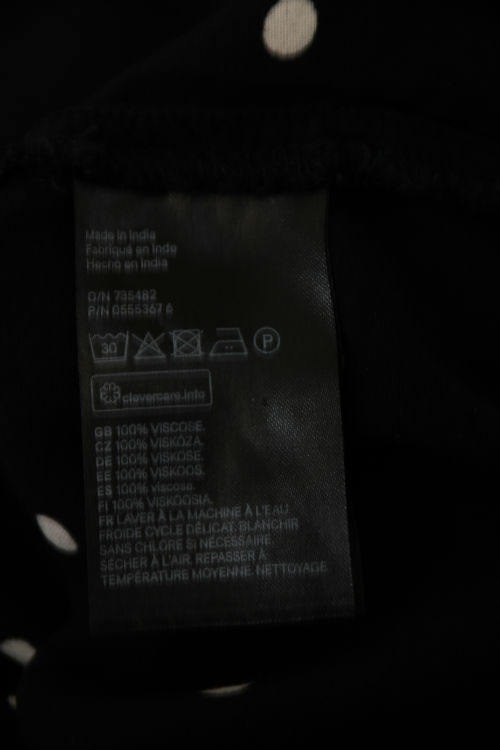 Made in India
Fabriqué en Inde
Hecho en India
O/N 735482
P/N 0555367 6
30
P
clevercare.info
GB 100% VISCOSE.
CZ 100% VISKÓZA.
DE 100% VISKOSE.
EE 100% VISKOOS.
ES 100% viscosa.
FI 100% VISKOOSIA.
FR LAVER À LA MACHINE À L'EAU
FROIDE CYCLE DÉLICAT. BLANCHIR
SANS CHLORE SI NÉCESSAIRE.
SÉCHER À L'AIR. REPASSER À
TEMPÉRATURE MOYENNE. NETTOYAGE